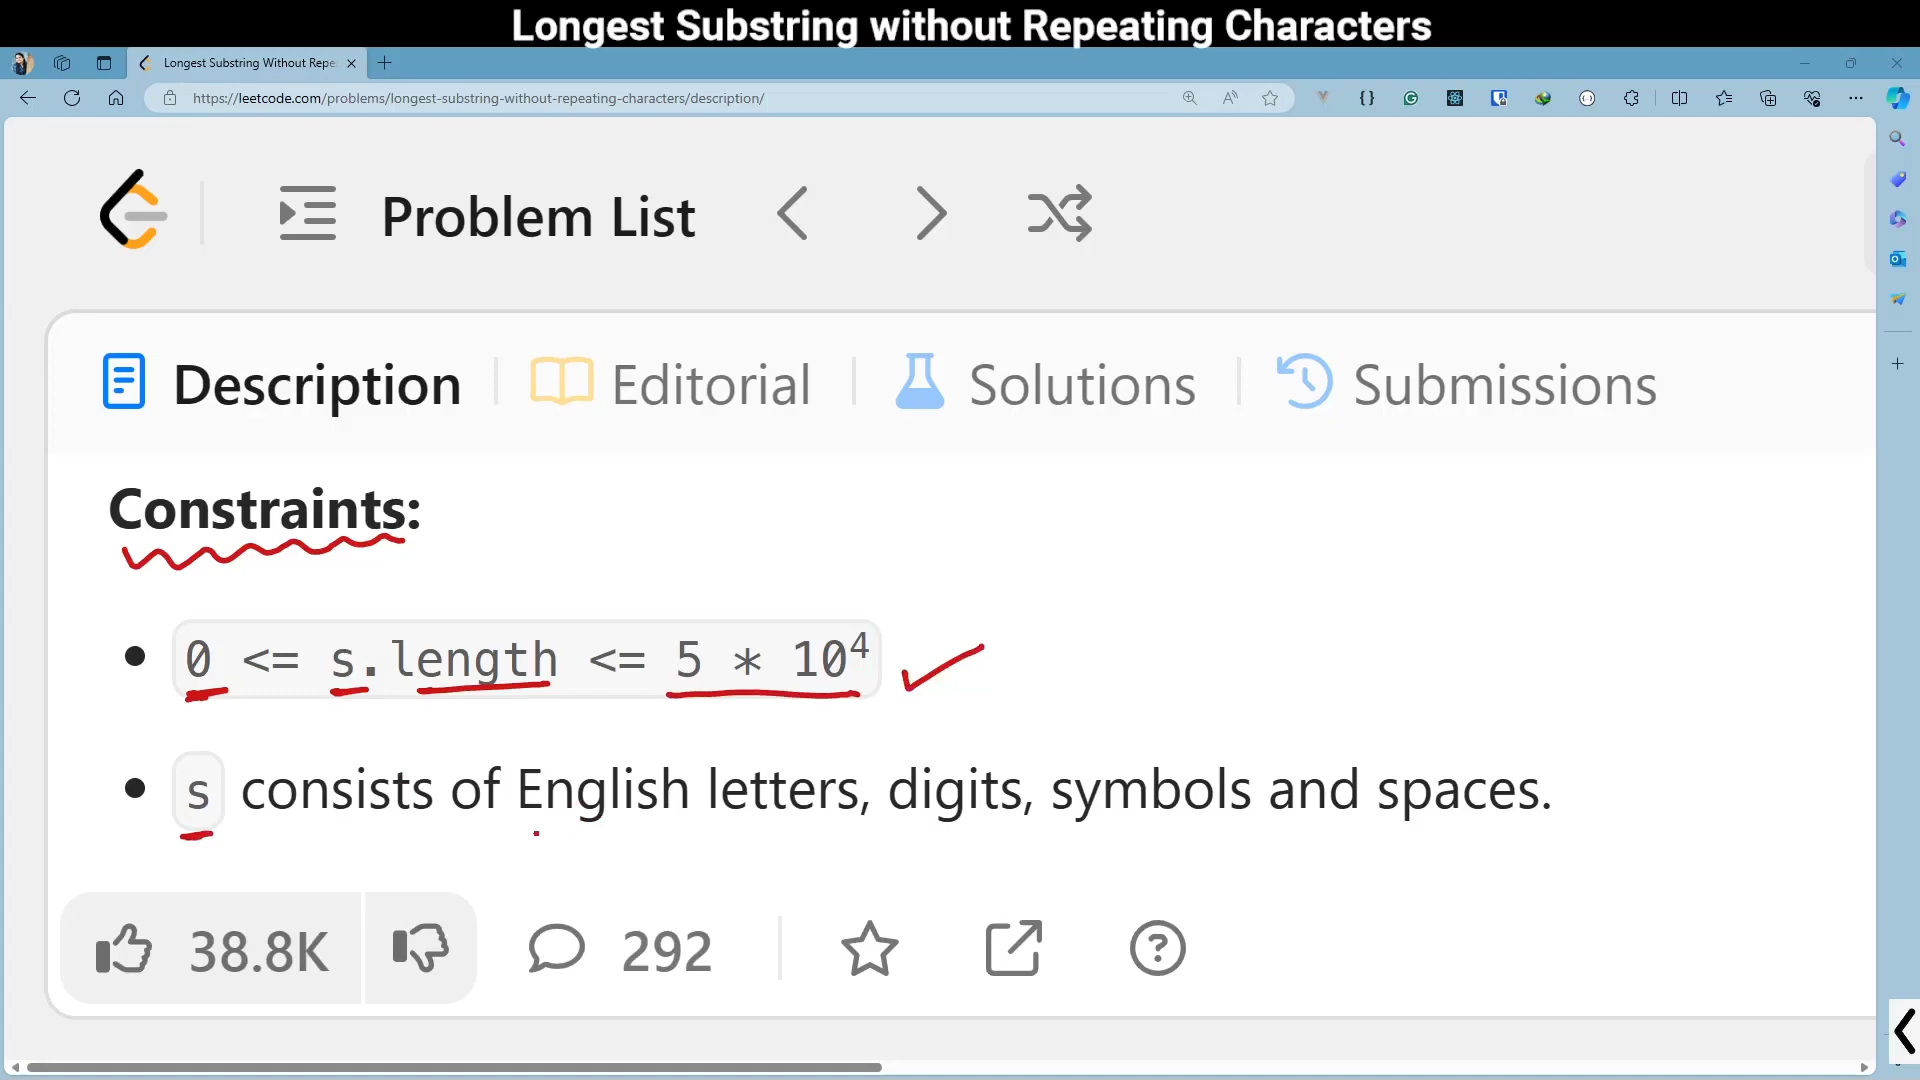 Longest Substring without Repeating Characters
Longest Substring Without Repe
https://leetcode.com/problems/longest-substring-without-repeating-characters/description/
Problem List
Description Editorial Solutions Submissions
Constraints:
0 <= s.length <= 5 * 10⁴
s consists of English letters, digits, symbols and spaces.
38.8K 292